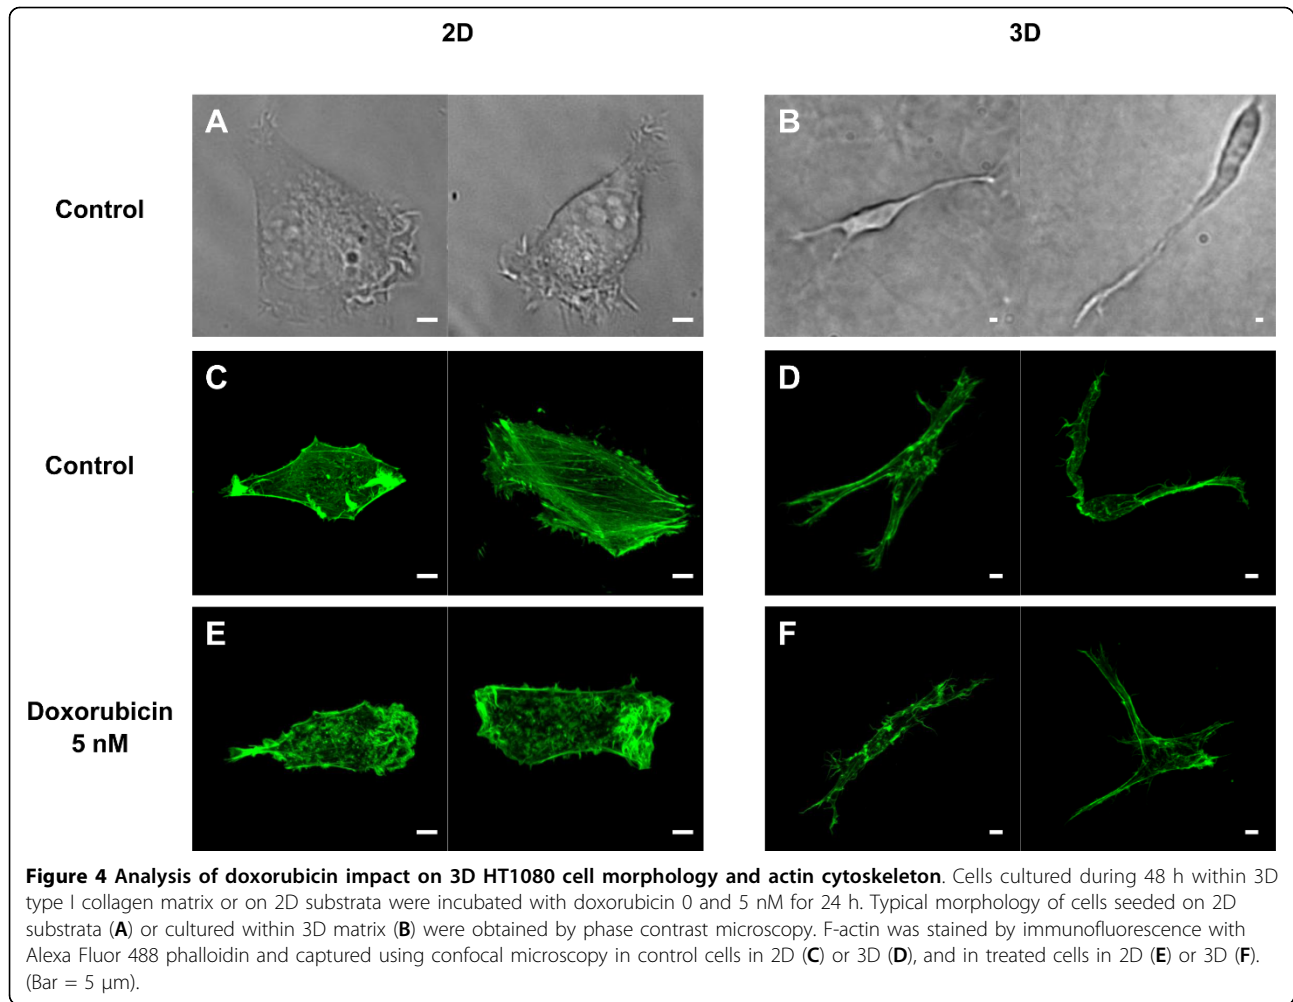 2D
3D
A
B
Control
C
D
Control
E
F
Doxorubicin
5 nM
Figure 4 Analysis of doxorubicin impact on 3D HT1080 cell morphology and actin cytoskeleton. Cells cultured during 48 h within 3D
type I collagen matrix or on 2D substrata were incubated with doxorubicin 0 and 5 nM for 24 h. Typical morphology of cells seeded on 2D
substrata (A) or cultured within 3D matrix (B) were obtained by phase contrast microscopy. F-actin was stained by immunofluorescence with
Alexa Fluor 488 phalloidin and captured using confocal microscopy in control cells in 2D (C) or 3D (D), and in treated cells in 2D (E) or 3D (F).
(Bar = 5 μm).